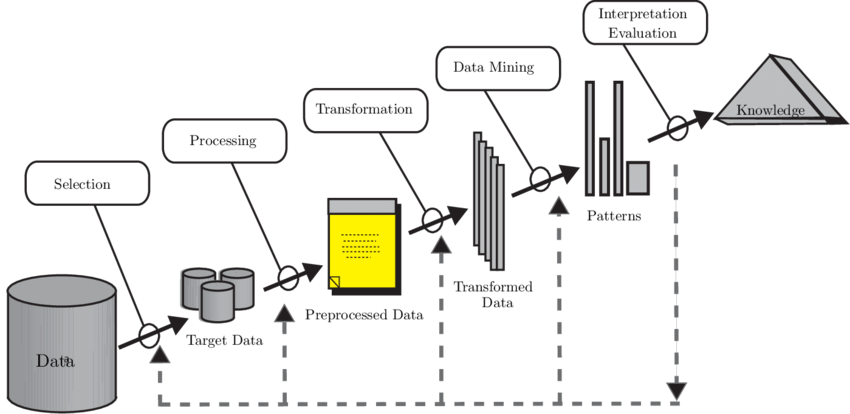 Interpretation
Evaluation
Data Mining
Knowledge
Transformation
Processing
Selection
Patterns
Transformed
Data
Preprocessed Data
Target Data
Data